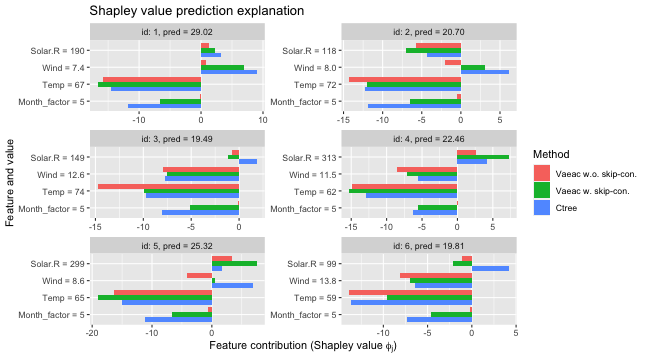 Shapley value prediction explanation
id: 1, pred = 29.02
id: 2, pred = 20.70
Solar.R = 190
Wind = 7.4
Temp = 67
Month_factor = 5
-10
0
10
Solar.R = 118
Wind = 8.0
Temp = 72
Month_factor = 5
-15
-10
-5
0
5
id: 3, pred = 19.49
id: 4, pred = 22.46
Solar.R = 149
Wind = 12.6
Temp = 74
Month_factor = 5
-15
-10
-5
0
Solar.R = 313
Wind = 11.5
Temp = 62
Month_factor = 5
-15
-10
-5
0
5
id: 5, pred = 25.32
id: 6, pred = 19.81
Solar.R = 299
Wind = 8.6
Temp = 65
Month_factor = 5
-20
-10
0
Solar.R = 99
Wind = 13.8
Temp = 59
Month_factor = 5
-10
-5
0
5
Feature and value
Feature contribution (Shapley value ϕj)
Method
Vaeac w.o. skip-con.
Vaeac w. skip-con.
Ctree